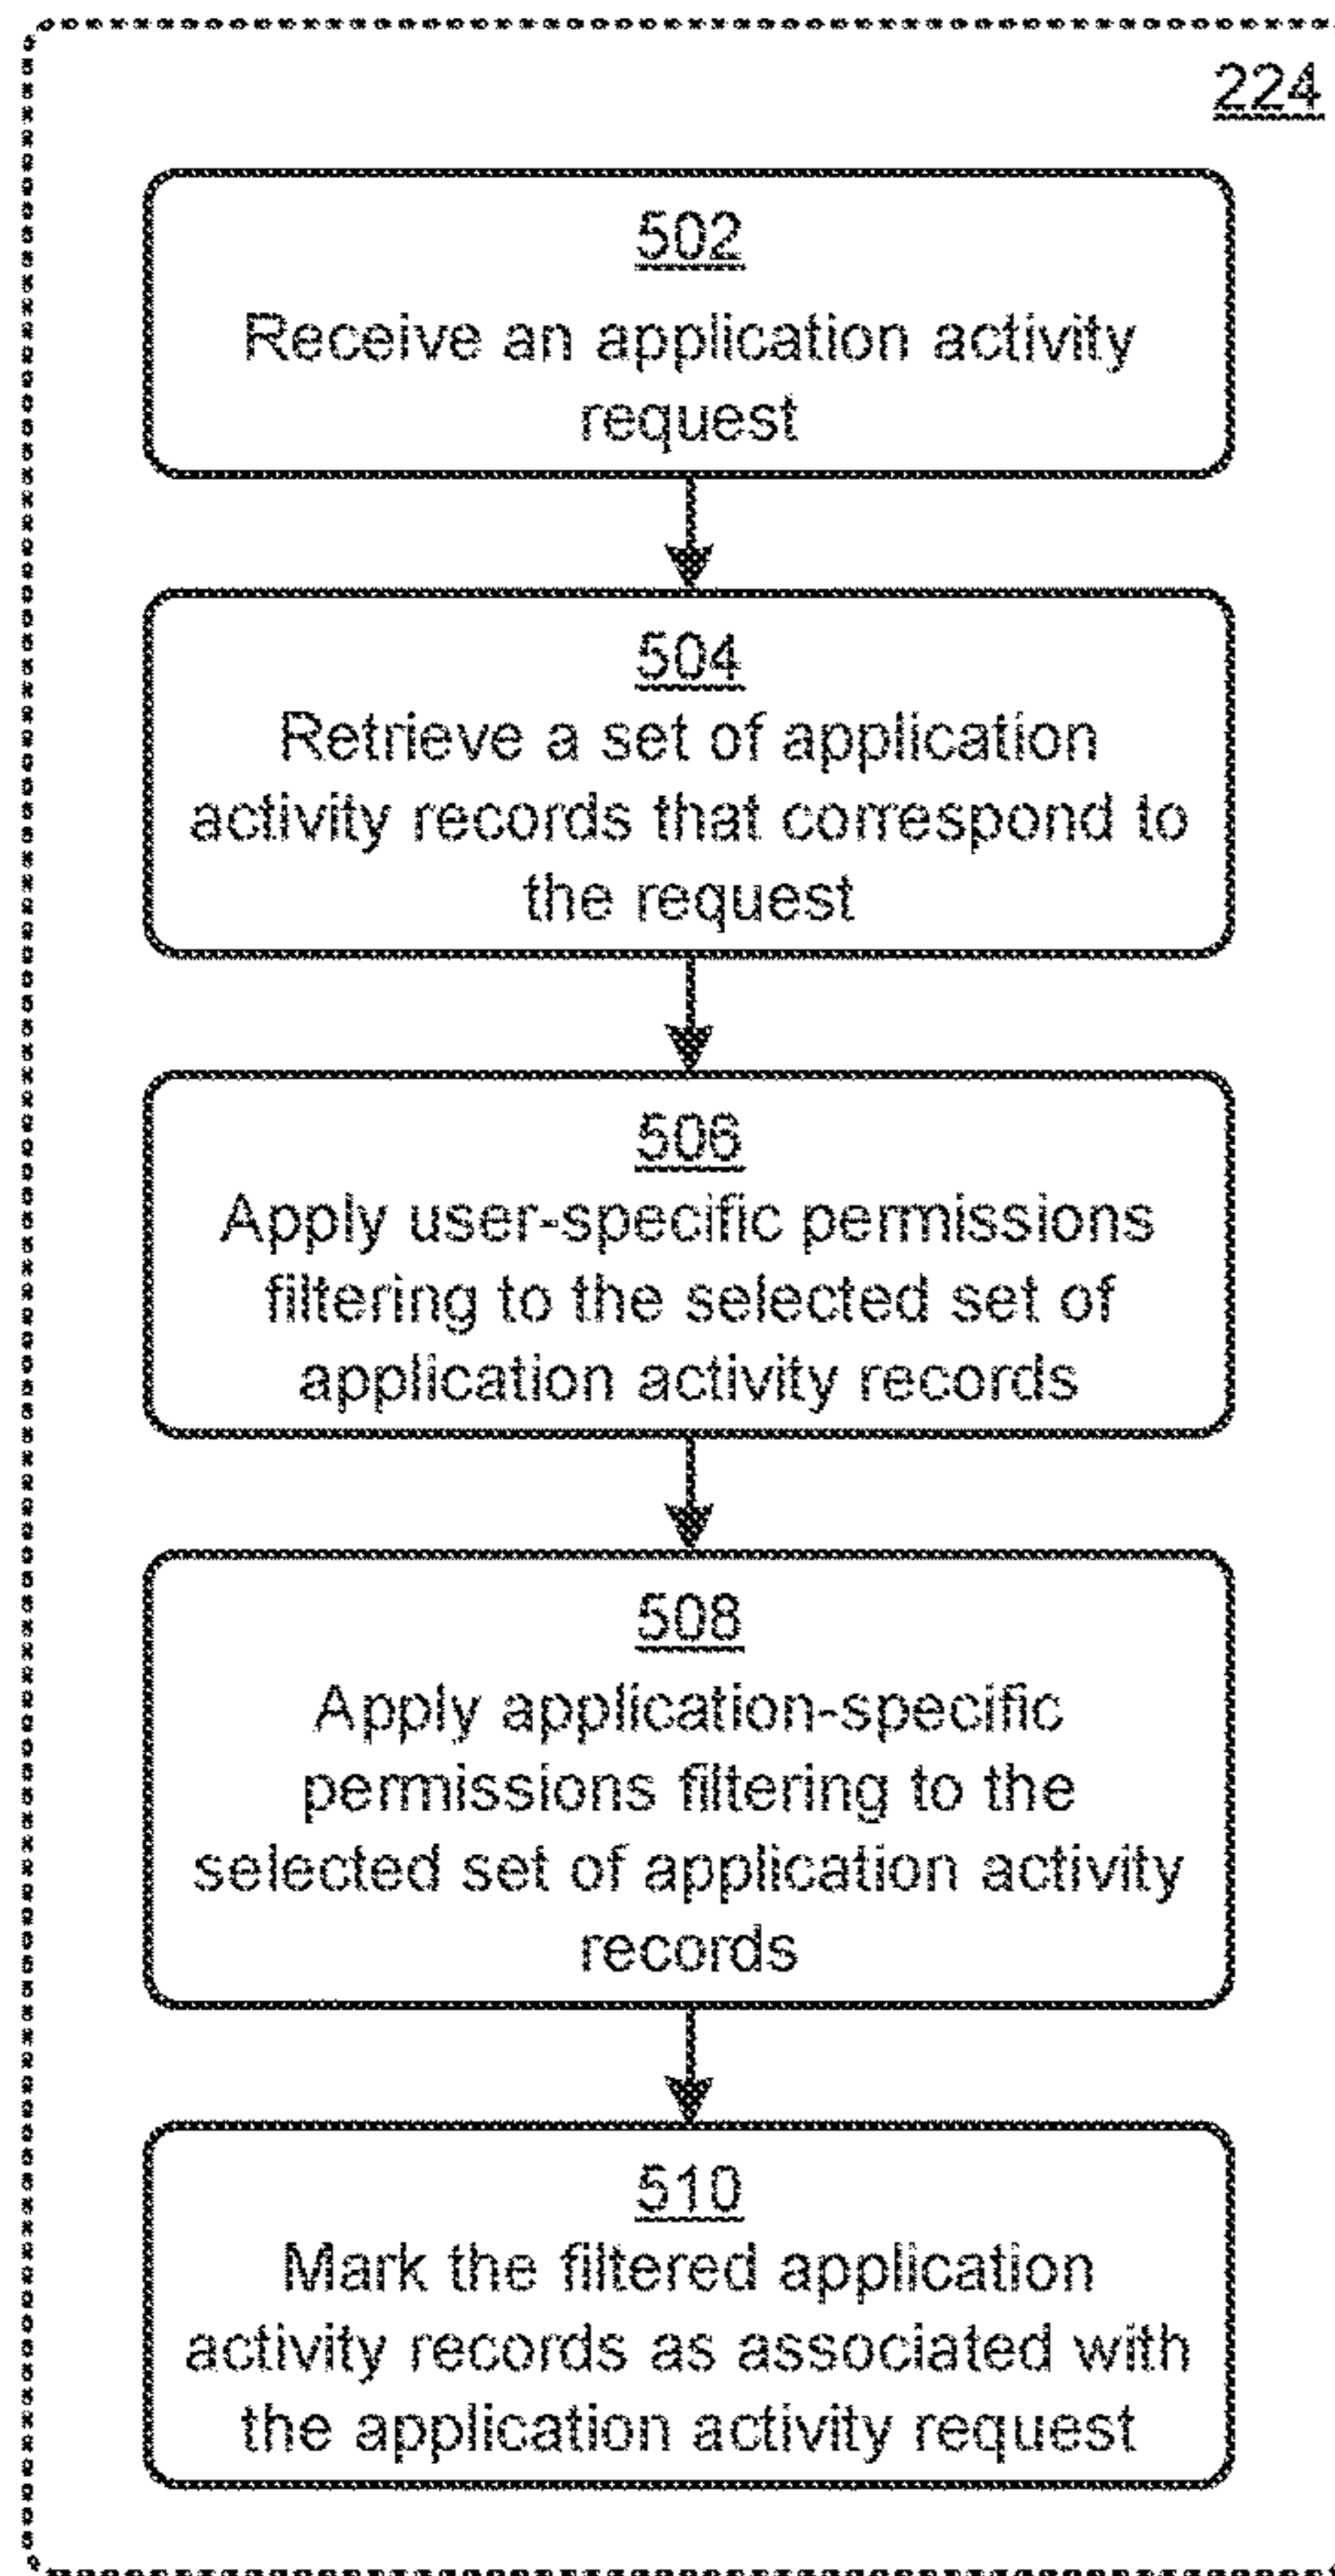 224
502
Receive an application activity
request
504
Retrieve a set of application
activity records that correspond to
the request
506
Apply user-specific permissions
filtering to the selected set of
application activity records
508
Apply application-specific
permissions filtering to the
selected set of application activity
records
510
Mark the filtered application
activity records as associated with
the application activity request